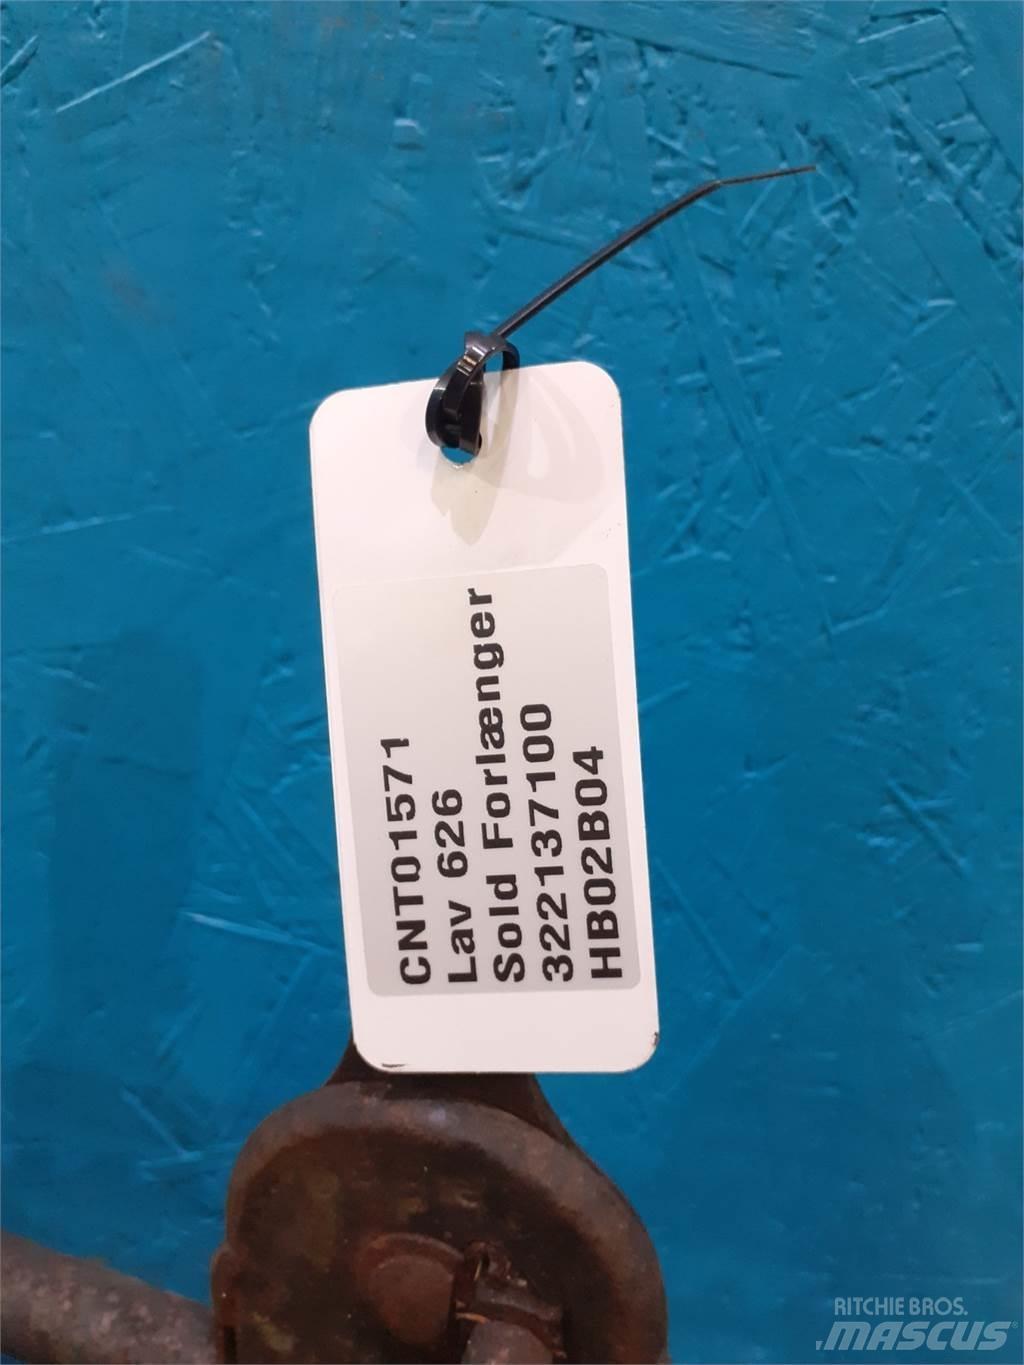 CNT01571
Lav 626
Sold Forlænger
322137100
HB02B04
RITCHIE BROS.
MASCUS